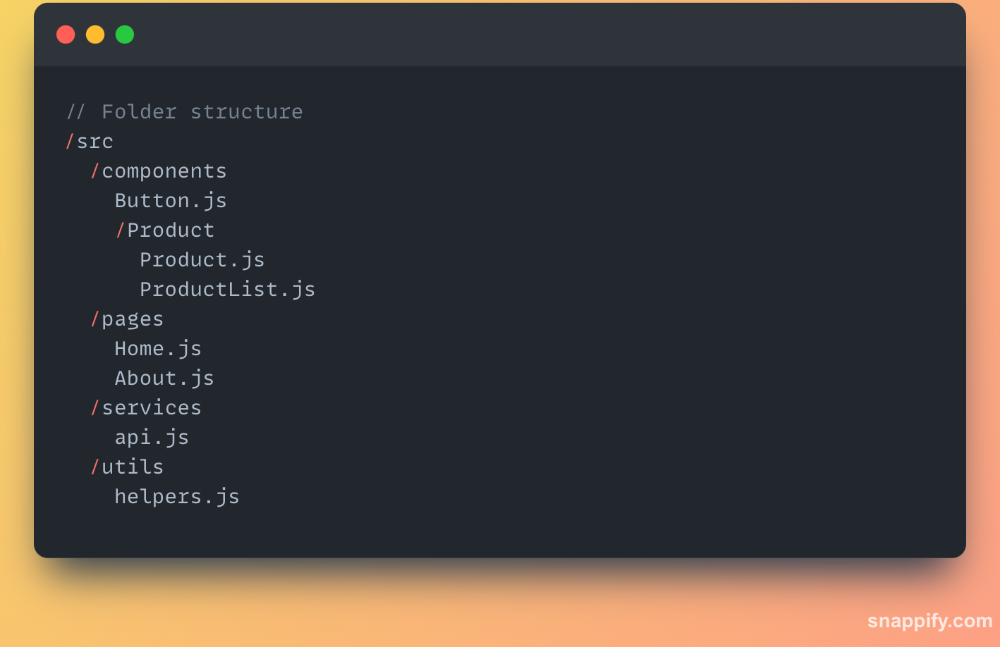 // Folder structure
/src
  /components
    Button.js
    /Product
      Product.js
      ProductList.js
  /pages
    Home.js
    About.js
  /services
    api.js
  /utils
    helpers.js
snappify.com